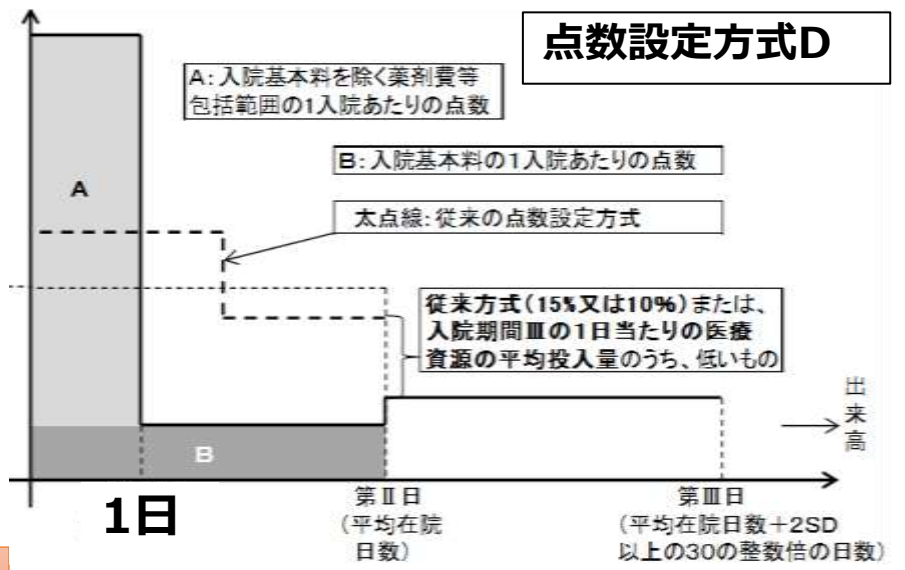 点数設定方式D
A:入院基本料を除く薬剤費等
包括範囲の1入院あたりの点数
B:入院基本料の1入院あたりの点数
A
太点線:従来の点数設定方式
従来方式(15%又は10%)または、
入院期間Ⅲの1日当たりの医療
資源の平均投入量のうち、低いもの
出来高
B
1日
第Ⅱ日
(平均在院
日数)
第Ⅲ日
(平均在院日数+2SD
以上の30の整数倍の日数)